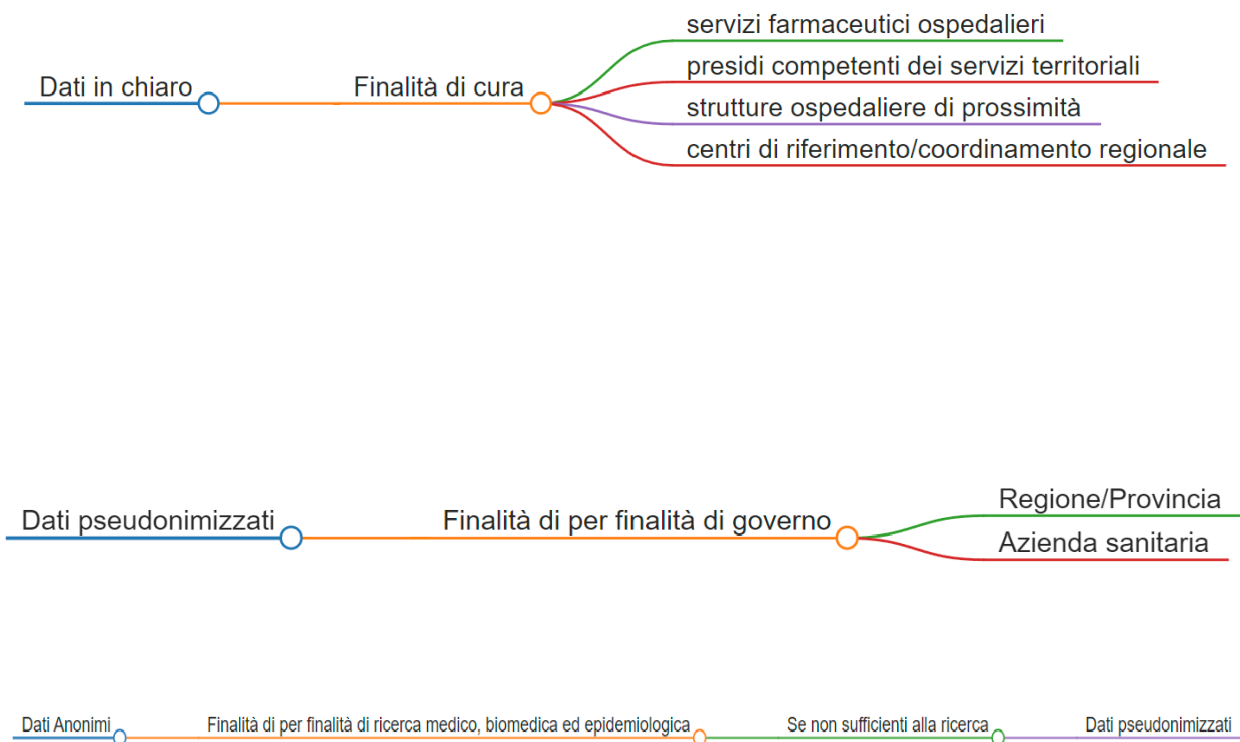 servizi farmaceutici ospedalieri
Dati in chiaro
Finalità di cura
presidi competenti dei servizi territoriali
strutture ospedaliere di prossimità
centri di riferimento/coordinamento regionale
Dati pseudonimizzati
Finalità di per finalità di governo
Regione/Provincia
Azienda sanitaria
Dati Anonimi
Finalità di per finalità di ricerca medico, biomedica ed epidemiologica
Se non sufficienti alla ricerca
Dati pseudonimizzati